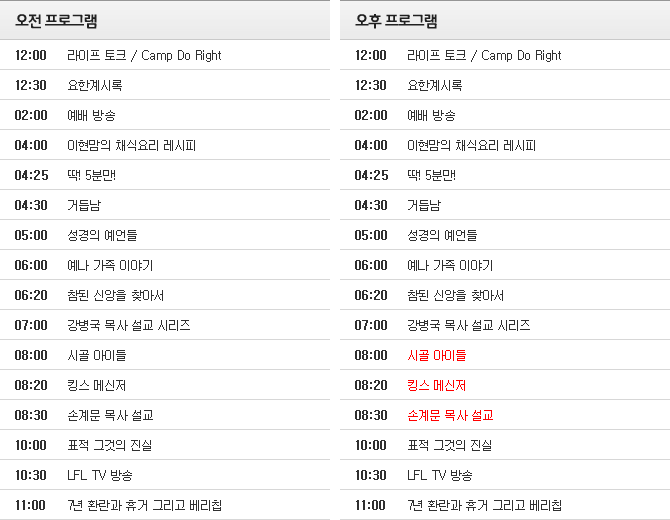 오전 프로그램
12:00 라이프 토크 / Camp Do Right
12:30 요한계시록
02:00 예배 방송
04:00 이현맘의 채식요리 레시피
04:25 딱! 5분만!
04:30 거듭남
05:00 성경의 예언들
06:00 예나 가족 이야기
06:20 참된 신앙을 찾아서
07:00 강병국 목사 설교 시리즈
08:00 시골 아이들
08:20 킹스 메신저
08:30 손계문 목사 설교
10:00 표적 그것의 진실
10:30 LFL TV 방송
11:00 7년 환란과 휴거 그리고 베리칩
오후 프로그램
12:00 라이프 토크 / Camp Do Right
12:30 요한계시록
02:00 예배 방송
04:00 이현맘의 채식요리 레시피
04:25 딱! 5분만!
04:30 거듭남
05:00 성경의 예언들
06:00 예나 가족 이야기
06:20 참된 신앙을 찾아서
07:00 강병국 목사 설교 시리즈
08:00 시골 아이들
08:20 킹스 메신저
08:30 손계문 목사 설교
10:00 표적 그것의 진실
10:30 LFL TV 방송
11:00 7년 환란과 휴거 그리고 베리칩